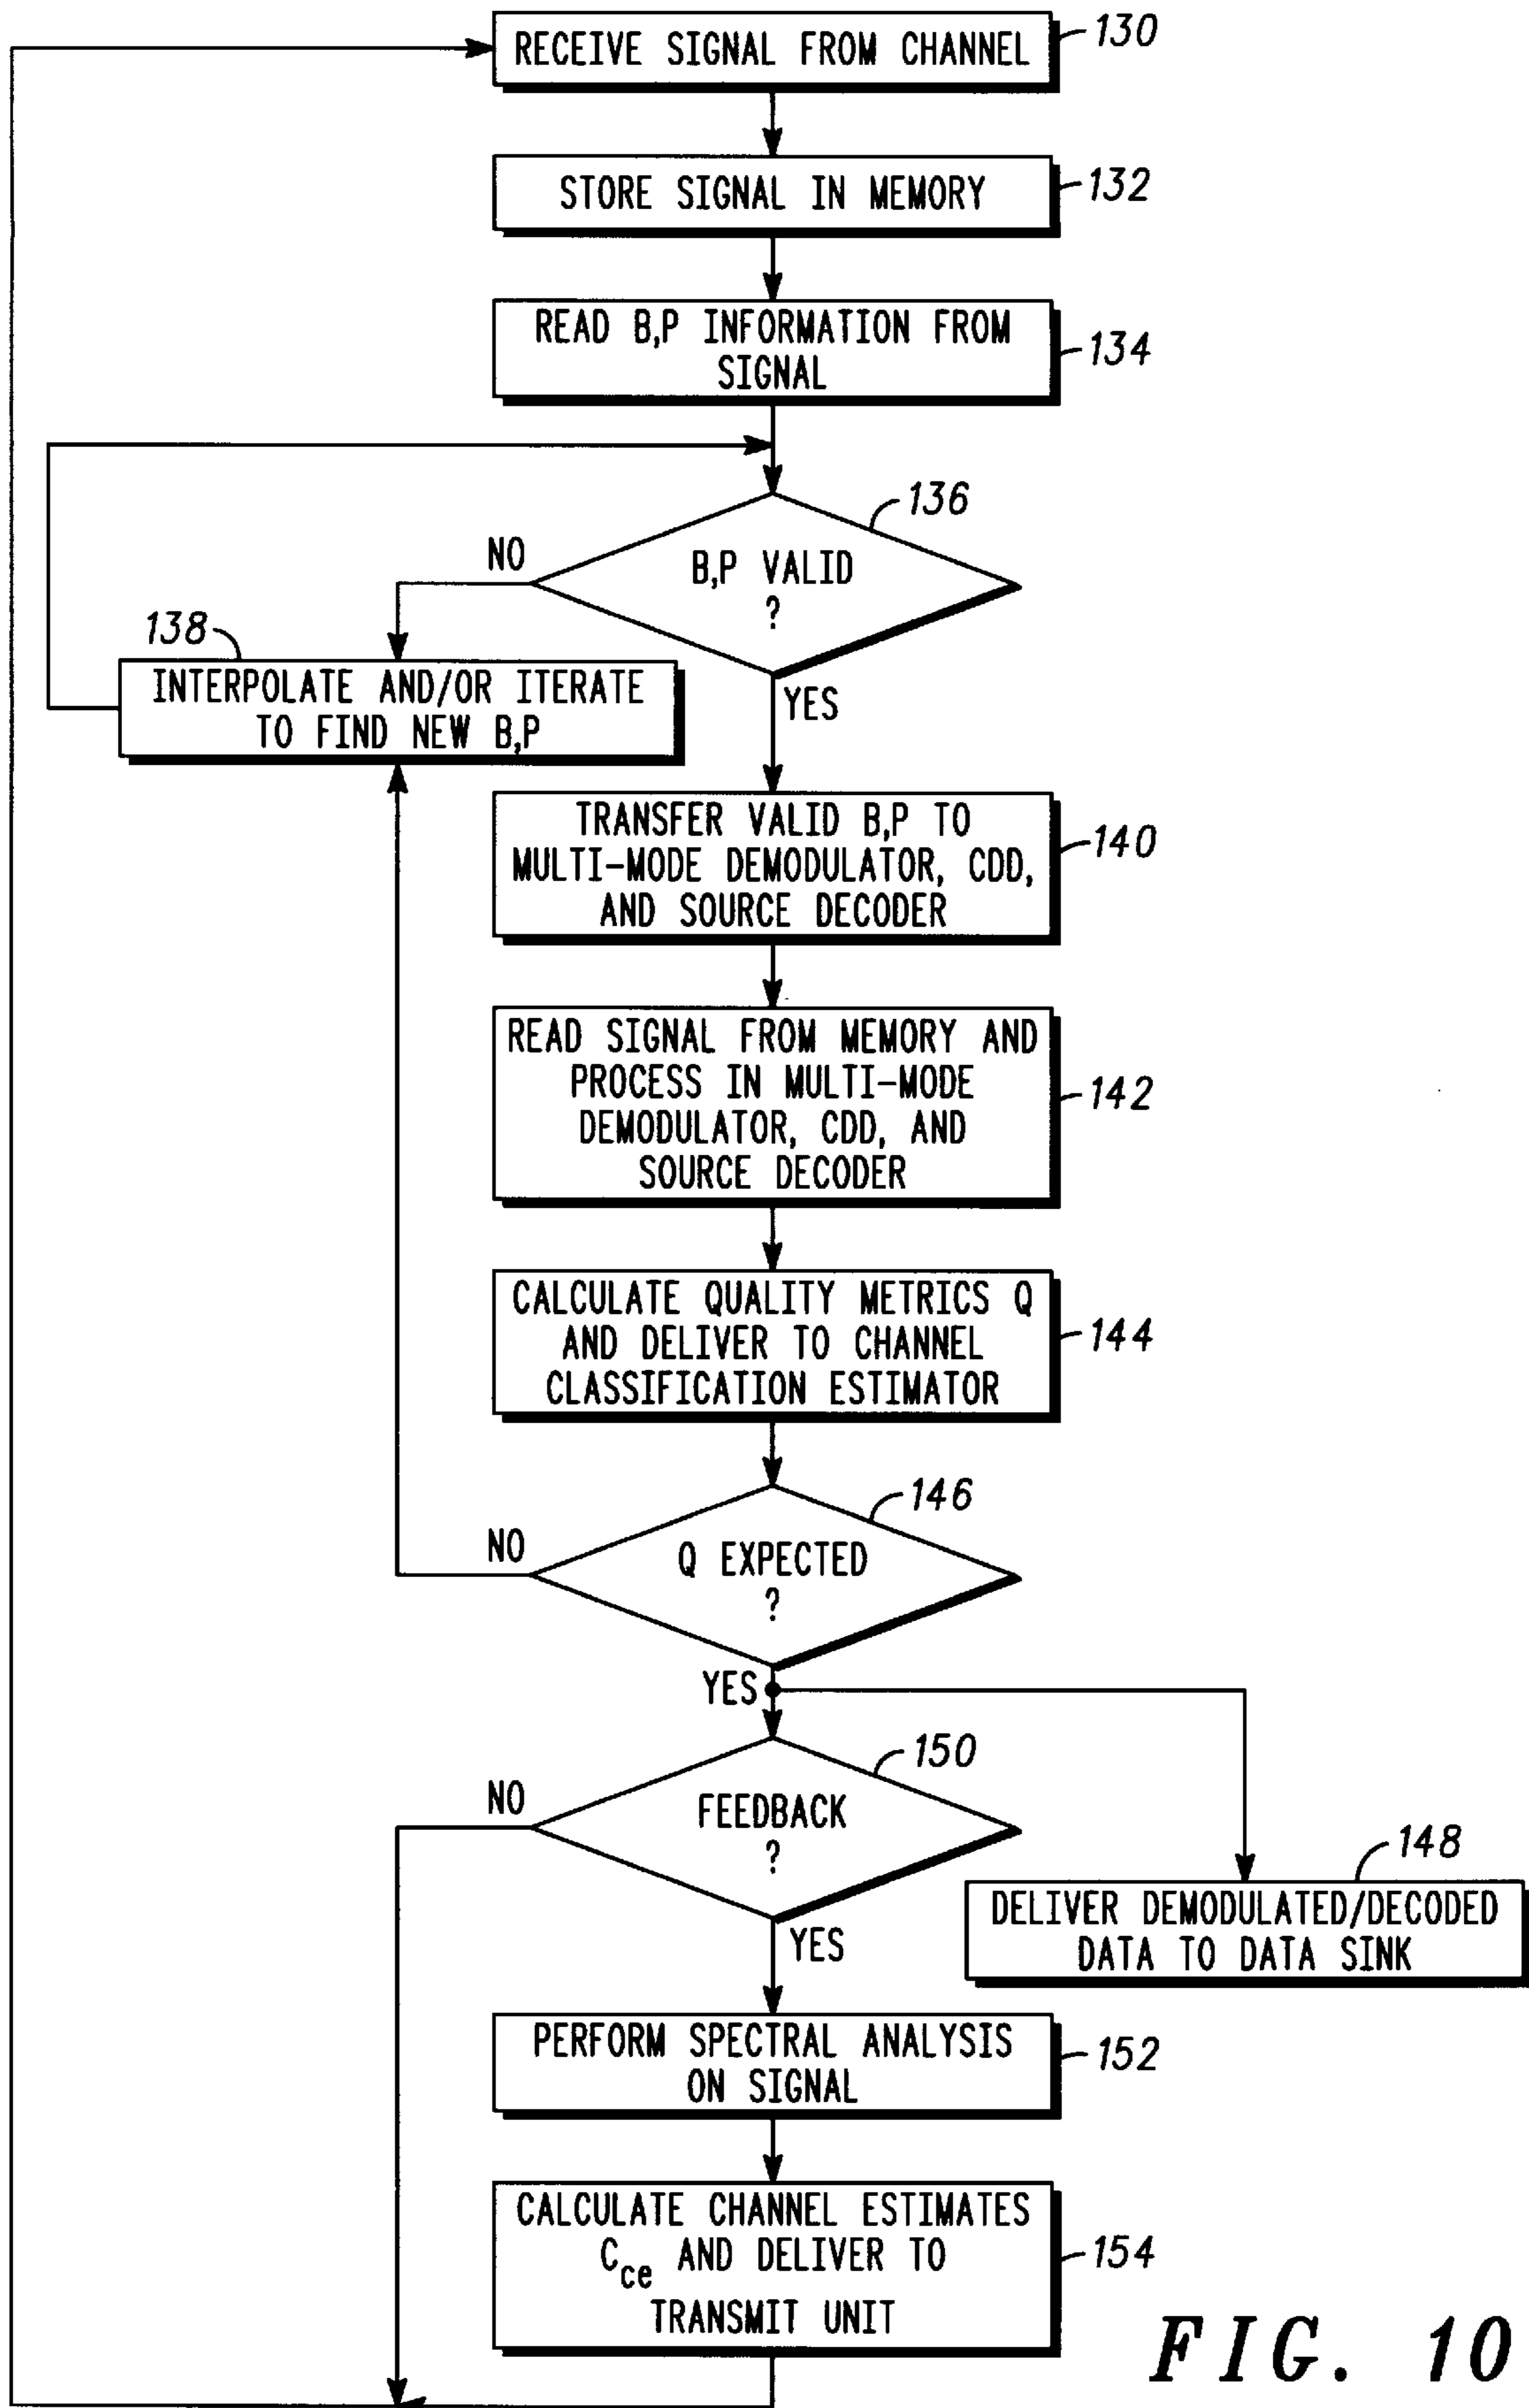 RECEIVE SIGNAL FROM CHANNEL
130
STORE SIGNAL IN MEMORY
132
READ B,P INFORMATION FROM
SIGNAL
134
136
B,P VALID
?
NO
YES
138
INTERPOLATE AND/OR ITERATE
TO FIND NEW B,P
TRANSFER VALID B,P TO
MULTI-MODE DEMODULATOR, CDD,
AND SOURCE DECODER
140
READ SIGNAL FROM MEMORY AND
PROCESS IN MULTI-MODE
DEMODULATOR, CDD, AND
SOURCE DECODER
142
CALCULATE QUALITY METRICS Q
AND DELIVER TO CHANNEL
CLASSIFICATION ESTIMATOR
144
146
Q EXPECTED
?
NO
YES
150
FEEDBACK
?
NO
YES
148
DELIVER DEMODULATED/DECODED
DATA TO DATA SINK
PERFORM SPECTRAL ANALYSIS
ON SIGNAL
152
CALCULATE CHANNEL ESTIMATES
Cce AND DELIVER TO
TRANSMIT UNIT
154
FIG. 10